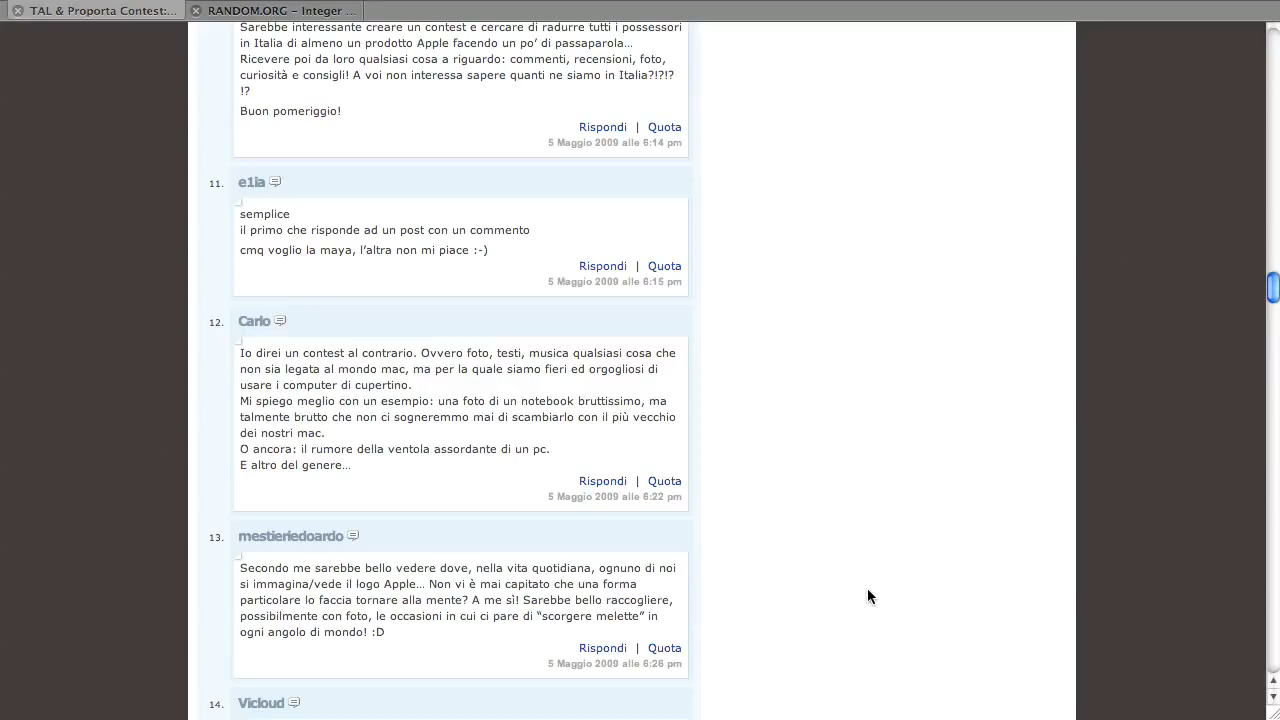 TAL & Proporta Contest:...
RANDOM.ORG – Integer ...
Sarebbe interessante creare un contest e cercare di radurre tutti i possessori
in Italia di almeno un prodotto Apple facendo un po’ di passaparola…
Ricevere poi da loro qualsiasi cosa a riguardo: commenti, recensioni, foto,
curiosità e consigli! A voi non interessa sapere quanti ne siamo in Italia?!?!?
!?
Buon pomeriggio!
Rispondi | Quota
5 Maggio 2009 alle 6:14 pm
11. e1ia
semplice
il primo che risponde ad un post con un commento
cmq voglio la maya, l’altra non mi piace :-)
Rispondi | Quota
5 Maggio 2009 alle 6:15 pm
12. Carlo
Io direi un contest al contrario. Ovvero foto, testi, musica qualsiasi cosa che
non sia legata al mondo mac, ma per la quale siamo fieri ed orgogliosi di
usare i computer di cupertino.
Mi spiego meglio con un esempio: una foto di un notebook bruttissimo, ma
talmente brutto che non ci sogneremmo mai di scambiarlo con il più vecchio
dei nostri mac.
O ancora: il rumore della ventola assordante di un pc.
E altro del genere…
Rispondi | Quota
5 Maggio 2009 alle 6:22 pm
13. mestieriedoardo
Secondo me sarebbe bello vedere dove, nella vita quotidiana, ognuno di noi
si immagina/vede il logo Apple… Non vi è mai capitato che una forma
particolare lo faccia tornare alla mente? A me sì! Sarebbe bello raccogliere,
possibilmente con foto, le occasioni in cui ci pare di “scorgere melette” in
ogni angolo di mondo! :D
Rispondi | Quota
5 Maggio 2009 alle 6:26 pm
14. Vicloud